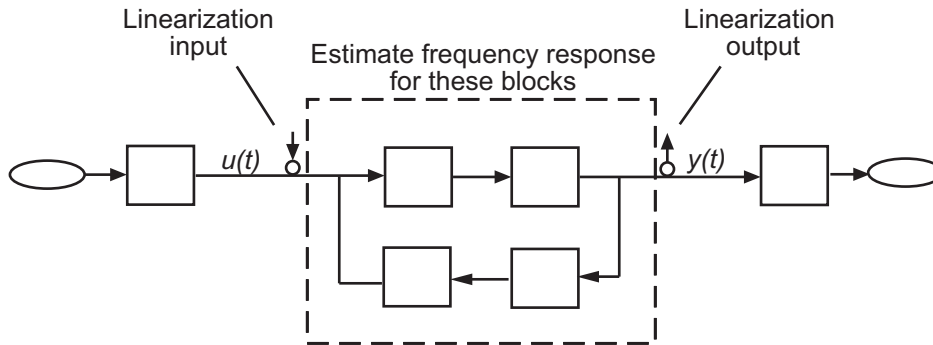 Linearization
input
Estimate frequency response
for these blocks
Linearization
output
u(t)
y(t)